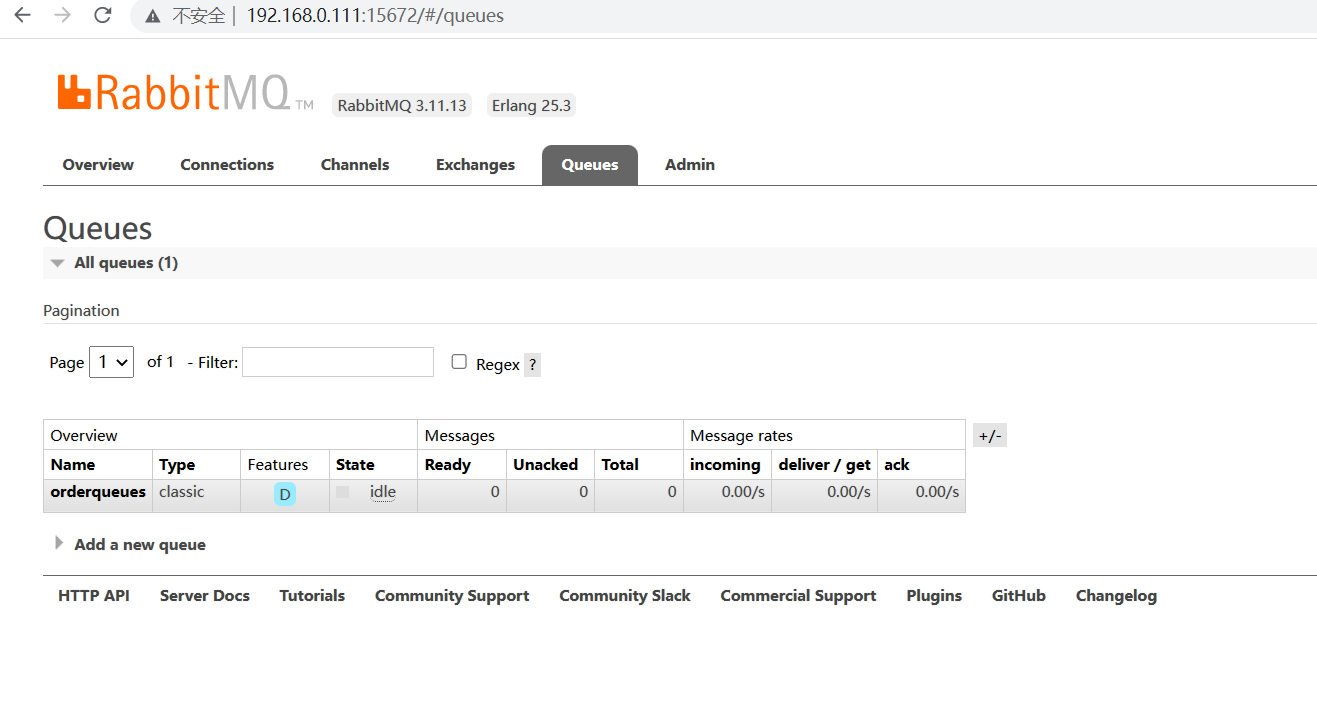 不安全 192.168.0.111:15672/#/queues
RabbitMQ TM RabbitMQ 3.11.13 Erlang 25.3
Overview Connections Channels Exchanges Queues Admin
Queues
All queues (1)
Pagination
Page 1 of 1 - Filter: Regex ?
Overview Messages Message rates +/-
Name Type Features State Ready Unacked Total incoming deliver / get ack
orderqueues classic D idle 0 0 0 0.00/s 0.00/s 0.00/s
Add a new queue
HTTP API Server Docs Tutorials Community Support Community Slack Commercial Support Plugins GitHub Changelog